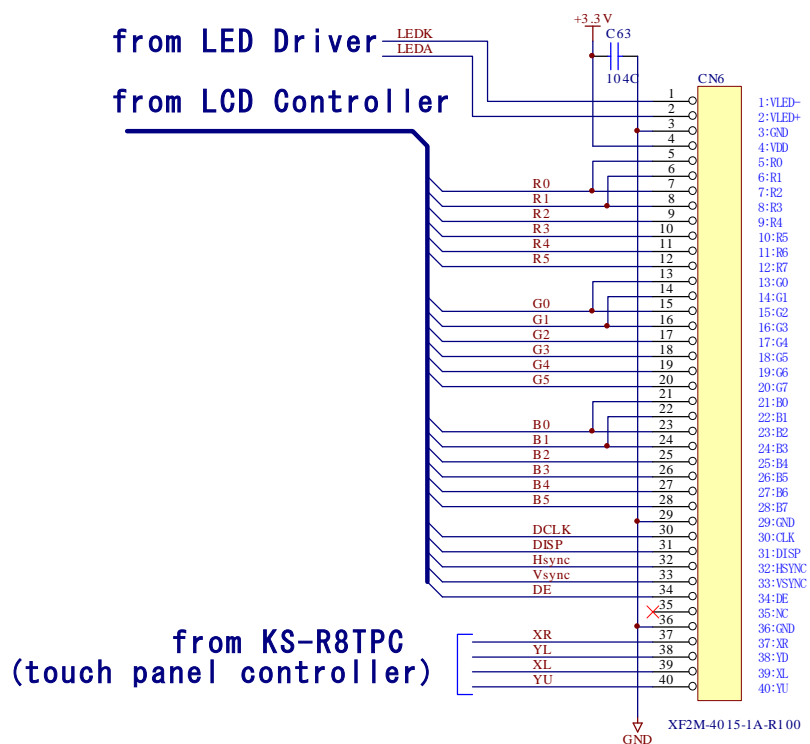 +3.3V
from LED Driver
LEDK
C63
LEDA
104C
CN6
from LCD Controller
1 1:VLED-
2 2:VLED+
3 3:GND
4 4:VDD
5 5:R0
6 6:R1
R0 7 7:R2
R1 8 8:R3
R2 9 9:R4
R3 10 10:R5
R4 11 11:R6
R5 12 12:R7
13 13:G0
14 14:G1
G0 15 15:G2
G1 16 16:G3
G2 17 17:G4
G3 18 18:G5
G4 19 19:G6
G5 20 20:G7
21 21:B0
22 22:B1
B0 23 23:B2
B1 24 24:B3
B2 25 25:B4
B3 26 26:B5
B4 27 27:B6
B5 28 28:B7
29 29:GND
DCLK 30 30:CLK
DISP 31 31:DISP
Hsync 32 32:HSYNC
Vsync 33 33:VSYNC
DE 34 34:DE
35 35:NC
36 36:GND
from KS-R8TPC
(touch panel controller)
XR 37 37:XR
YL 38 38:YD
XL 39 39:XL
YU 40 40:YU
XF2M-4015-1A-R100
GND